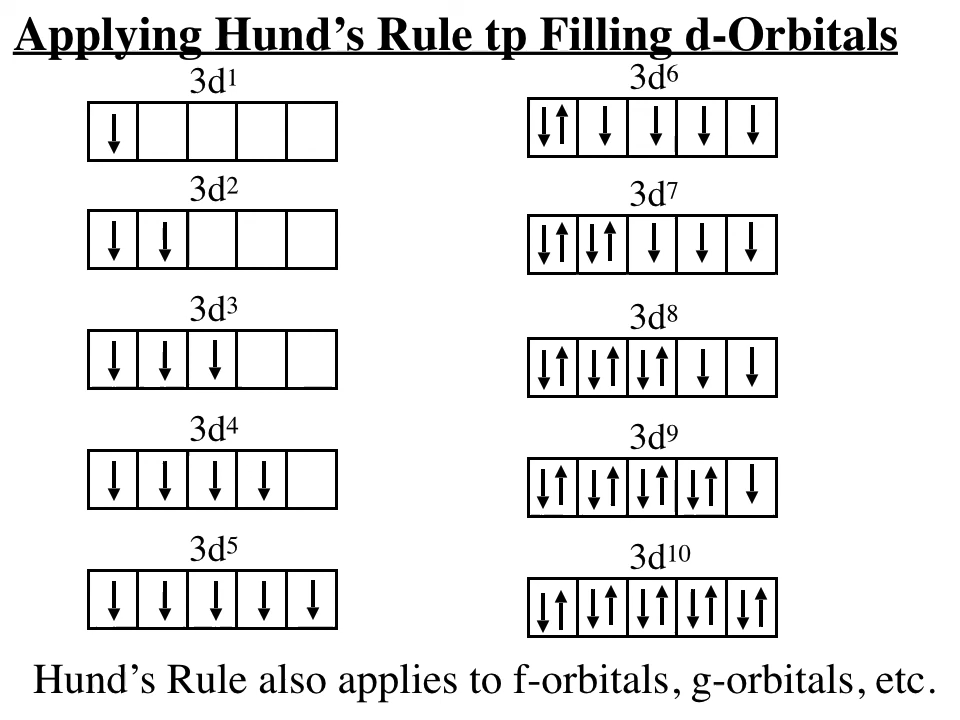 Applying Hund’s Rule tp Filling d-Orbitals
3d1
3d2
3d3
3d4
3d5
3d6
3d7
3d8
3d9
3d10
Hund’s Rule also applies to f-orbitals, g-orbitals, etc.